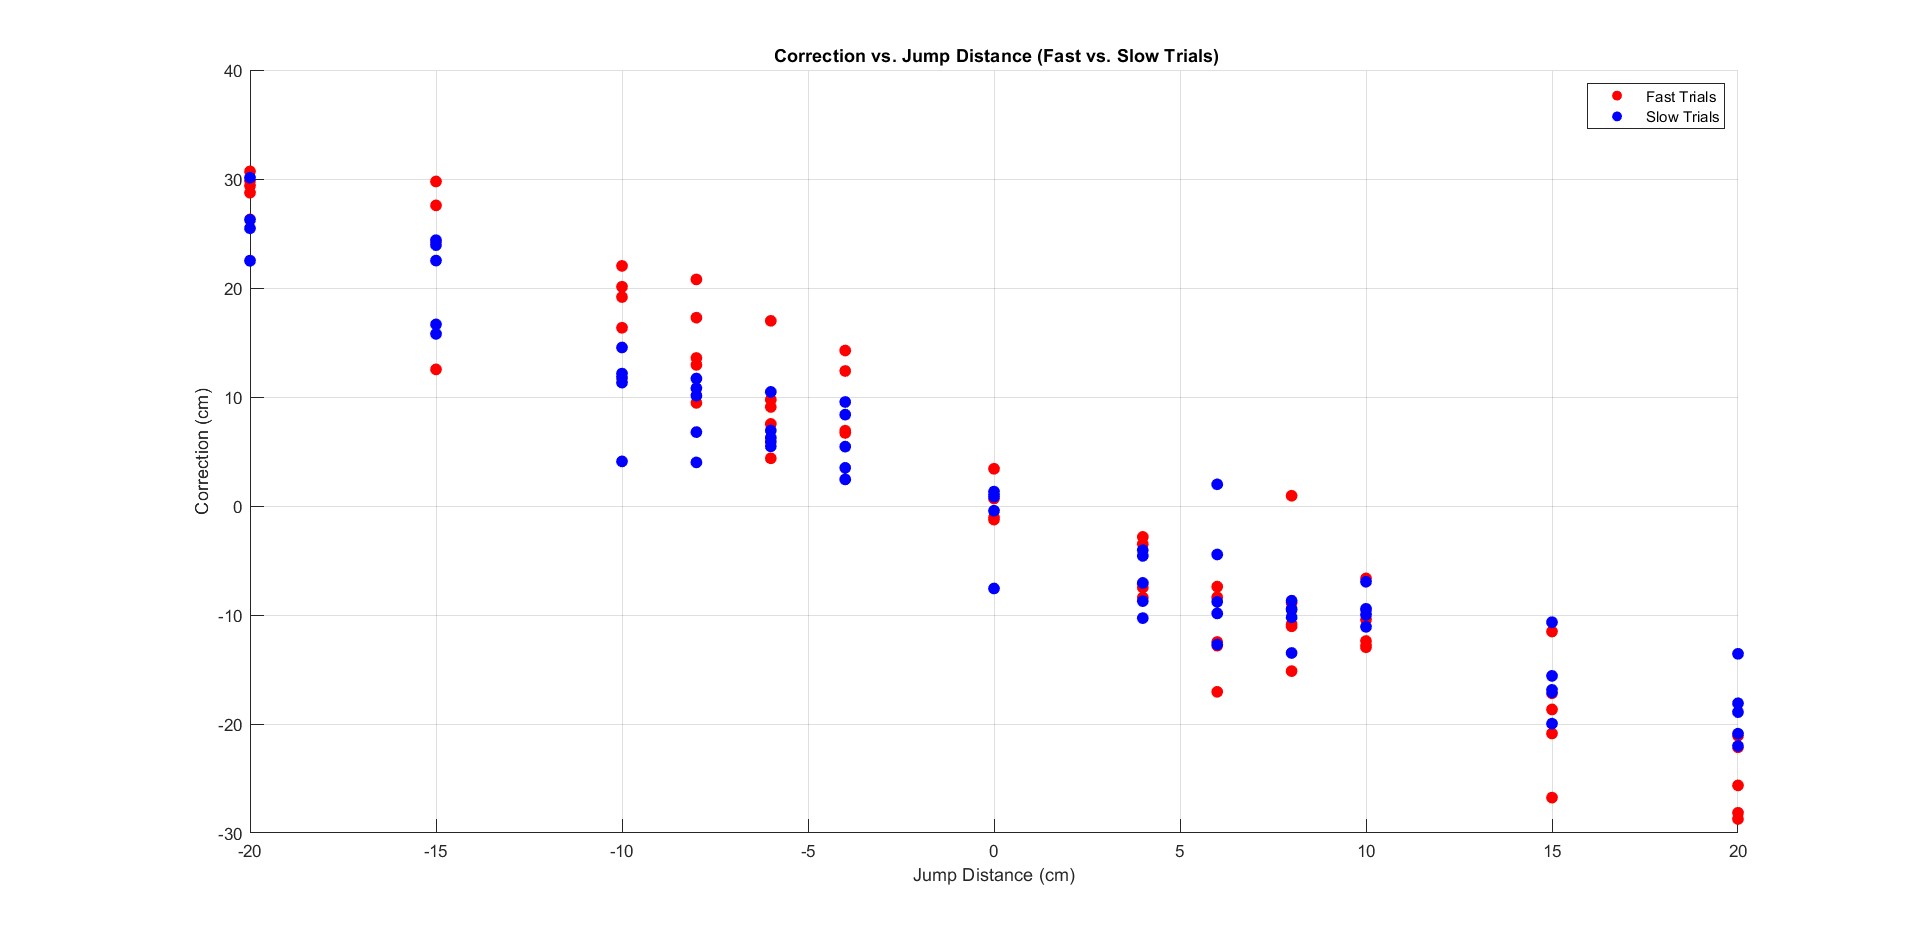 Correction vs. Jump Distance (Fast vs. Slow Trials)
Fast Trials
Slow Trials
Correction (cm)
40
30
20
10
0
-10
-20
-30
-20 -15 -10 -5 0 5 10 15 20
Jump Distance (cm)